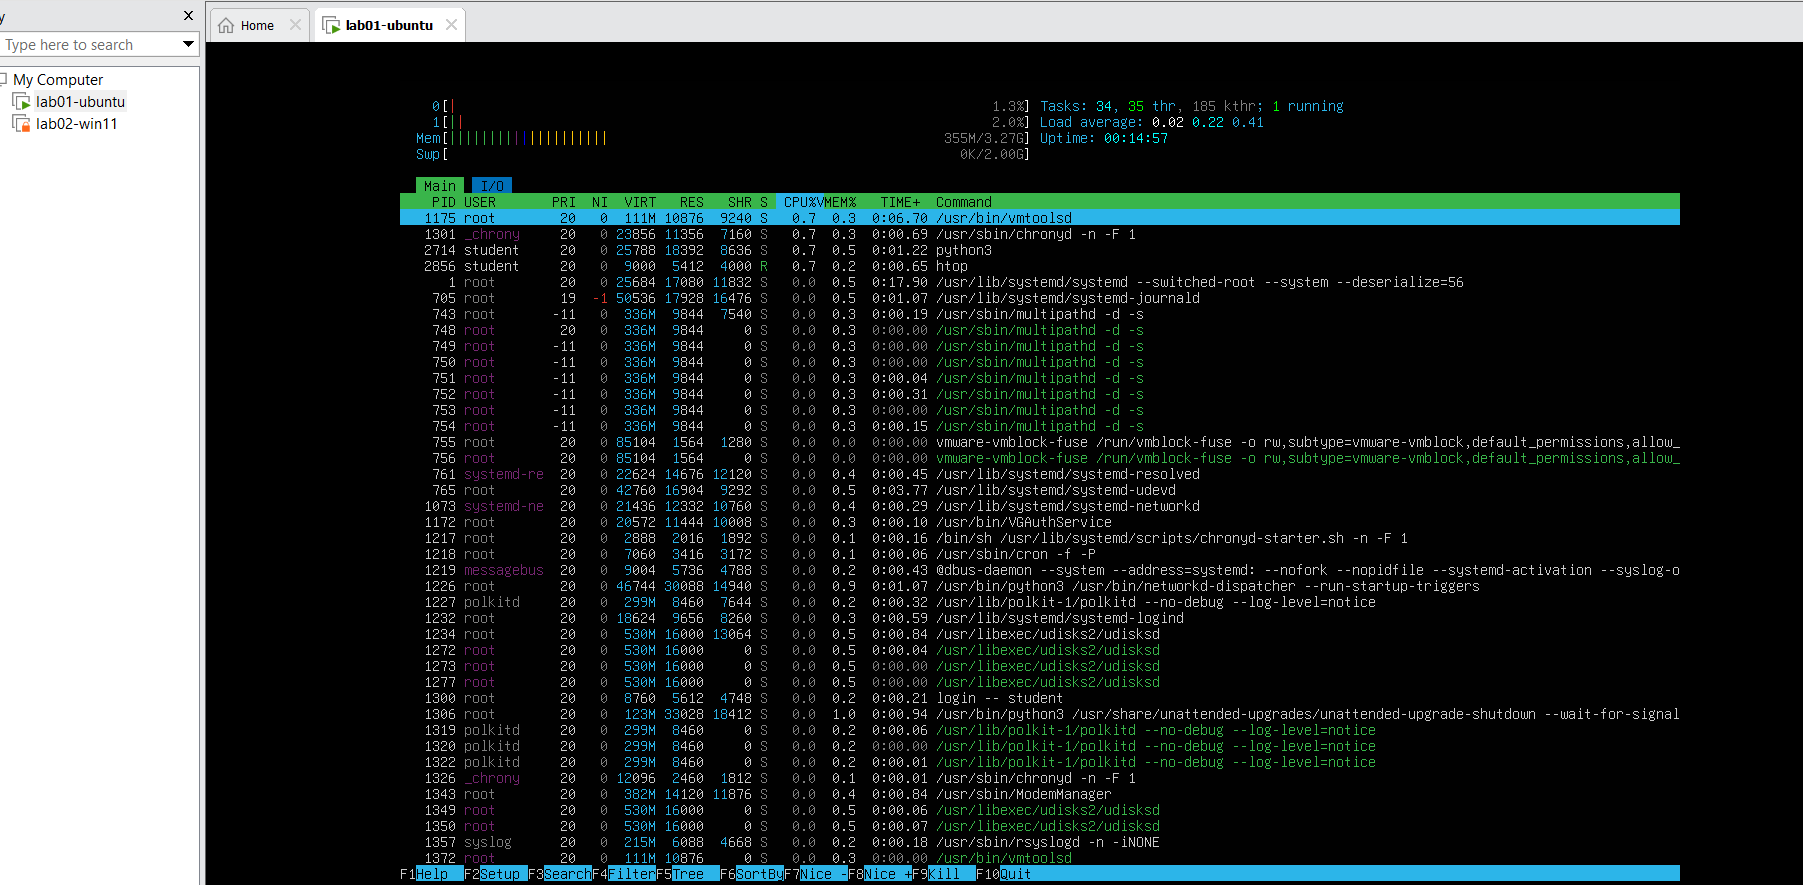 y
Type here to search
My Computer
lab01-ubuntu
lab02-win11
Home lab01-ubuntu
0[| 1.3%] Tasks: 34, 35 thr, 185 kthr; 1 running
1[|| 2.0%] Load average: 0.02 0.22 0.41
Mem[|||||||||||||||||||| 355M/3.27G] Uptime: 00:14:57
Swp[ 0K/2.00G]
Main I/O
PID USER PRI NI VIRT RES SHR S CPU%▽MEM% TIME+ Command
1175 root 20 0 111M 10876 9240 S 0.7 0.3 0:06.70 /usr/bin/vmtoolsd
1301 _chrony 20 0 23856 11356 7160 S 0.7 0.3 0:00.69 /usr/sbin/chronyd -n -F 1
2714 student 20 0 25788 18392 8636 S 0.7 0.5 0:01.22 python3
2856 student 20 0 9000 5412 4000 R 0.7 0.2 0:00.65 htop
1 root 20 0 25684 17080 11832 S 0.0 0.5 0:17.90 /usr/lib/systemd/systemd --switched-root --system --deserialize=56
705 root 19 -1 50536 17928 16476 S 0.0 0.5 0:01.07 /usr/lib/systemd/systemd-journald
743 root -11 0 336M 9844 7540 S 0.0 0.3 0:00.19 /usr/sbin/multipathd -d -s
748 root 20 0 336M 9844 0 S 0.0 0.3 0:00.00 /usr/sbin/multipathd -d -s
749 root -11 0 336M 9844 0 S 0.0 0.3 0:00.00 /usr/sbin/multipathd -d -s
750 root -11 0 336M 9844 0 S 0.0 0.3 0:00.00 /usr/sbin/multipathd -d -s
751 root -11 0 336M 9844 0 S 0.0 0.3 0:00.04 /usr/sbin/multipathd -d -s
752 root -11 0 336M 9844 0 S 0.0 0.3 0:00.31 /usr/sbin/multipathd -d -s
753 root -11 0 336M 9844 0 S 0.0 0.3 0:00.00 /usr/sbin/multipathd -d -s
754 root -11 0 336M 9844 0 S 0.0 0.3 0:00.15 /usr/sbin/multipathd -d -s
755 root 20 0 85104 1564 1280 S 0.0 0.0 0:00.00 vmware-vmblock-fuse /run/vmblock-fuse -o rw,subtype=vmware-vmblock,default_permissions,allow_
756 root 20 0 85104 1564 0 S 0.0 0.0 0:00.00 vmware-vmblock-fuse /run/vmblock-fuse -o rw,subtype=vmware-vmblock,default_permissions,allow_
761 systemd-re 20 0 22624 14676 12120 S 0.0 0.4 0:00.45 /usr/lib/systemd/systemd-resolved
765 root 20 0 42760 16904 9292 S 0.0 0.5 0:03.77 /usr/lib/systemd/systemd-udevd
1073 systemd-ne 20 0 21436 12332 10760 S 0.0 0.4 0:00.29 /usr/lib/systemd/systemd-networkd
1172 root 20 0 20572 11444 10008 S 0.0 0.3 0:00.10 /usr/bin/VGAuthService
1217 root 20 0 2888 2016 1892 S 0.0 0.1 0:00.16 /bin/sh /usr/lib/systemd/scripts/chronyd-starter.sh -n -F 1
1218 root 20 0 7060 3416 3172 S 0.0 0.1 0:00.06 /usr/sbin/cron -f -P
1219 messagebus 20 0 9004 5736 4788 S 0.0 0.2 0:00.43 @dbus-daemon --system --address=systemd: --nofork --nopidfile --systemd-activation --syslog-o
1226 root 20 0 46744 30088 14940 S 0.0 0.9 0:01.07 /usr/bin/python3 /usr/bin/networkd-dispatcher --run-startup-triggers
1227 polkitd 20 0 299M 8460 7644 S 0.0 0.2 0:00.32 /usr/lib/polkit-1/polkitd --no-debug --log-level=notice
1232 root 20 0 18624 9656 8260 S 0.0 0.3 0:00.59 /usr/lib/systemd/systemd-logind
1234 root 20 0 530M 16000 13064 S 0.0 0.5 0:00.84 /usr/libexec/udisks2/udisksd
1272 root 20 0 530M 16000 0 S 0.0 0.5 0:00.04 /usr/libexec/udisks2/udisksd
1273 root 20 0 530M 16000 0 S 0.0 0.5 0:00.00 /usr/libexec/udisks2/udisksd
1277 root 20 0 530M 16000 0 S 0.0 0.5 0:00.00 /usr/libexec/udisks2/udisksd
1300 root 20 0 8760 5612 4748 S 0.0 0.2 0:00.21 login -- student
1306 root 20 0 123M 33028 18412 S 0.0 1.0 0:00.94 /usr/bin/python3 /usr/share/unattended-upgrades/unattended-upgrade-shutdown --wait-for-signal
1319 polkitd 20 0 299M 8460 0 S 0.0 0.2 0:00.06 /usr/lib/polkit-1/polkitd --no-debug --log-level=notice
1320 polkitd 20 0 299M 8460 0 S 0.0 0.2 0:00.00 /usr/lib/polkit-1/polkitd --no-debug --log-level=notice
1322 polkitd 20 0 299M 8460 0 S 0.0 0.2 0:00.01 /usr/lib/polkit-1/polkitd --no-debug --log-level=notice
1326 _chrony 20 0 12096 2460 1812 S 0.0 0.1 0:00.01 /usr/sbin/chronyd -n -F 1
1343 root 20 0 382M 14120 11876 S 0.0 0.4 0:00.84 /usr/sbin/ModemManager
1349 root 20 0 530M 16000 0 S 0.0 0.5 0:00.06 /usr/libexec/udisks2/udisksd
1350 root 20 0 530M 16000 0 S 0.0 0.5 0:00.07 /usr/libexec/udisks2/udisksd
1357 syslog 20 0 215M 6088 4668 S 0.0 0.2 0:00.18 /usr/sbin/rsyslogd -n -iNONE
1372 root 20 0 111M 10876 0 S 0.0 0.3 0:00.00 /usr/bin/vmtoolsd
F1Help F2Setup F3SearchF4FilterF5Tree F6SortByF7Nice -F8Nice +F9Kill F10Quit